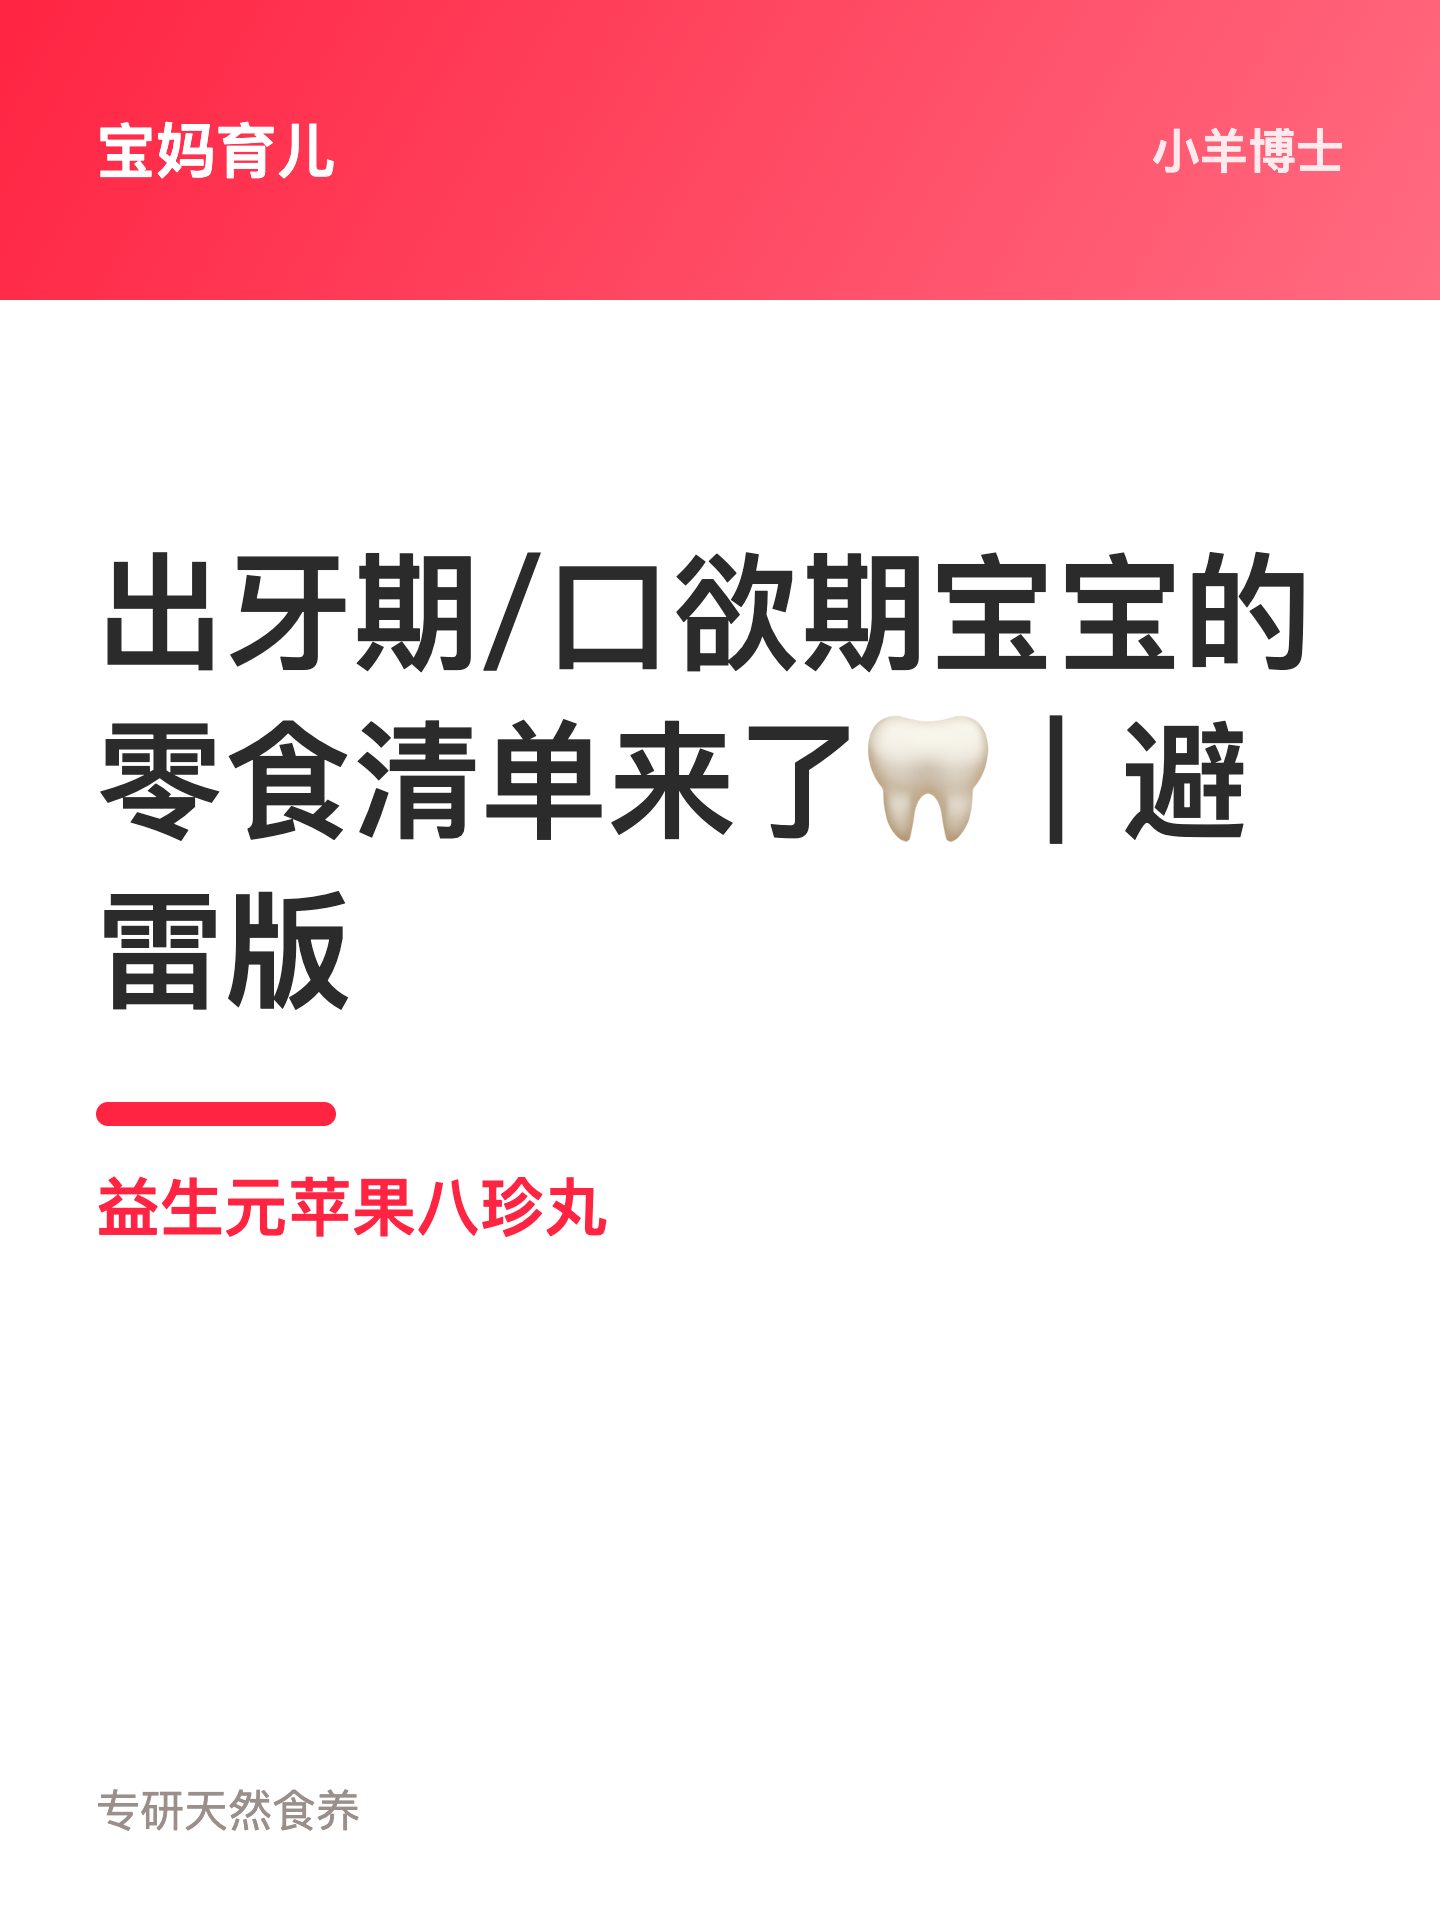 宝妈育儿
小羊博士
出牙期/口欲期宝宝的
零食清单来了🦷｜避
雷版
益生元苹果八珍丸
专研天然食养